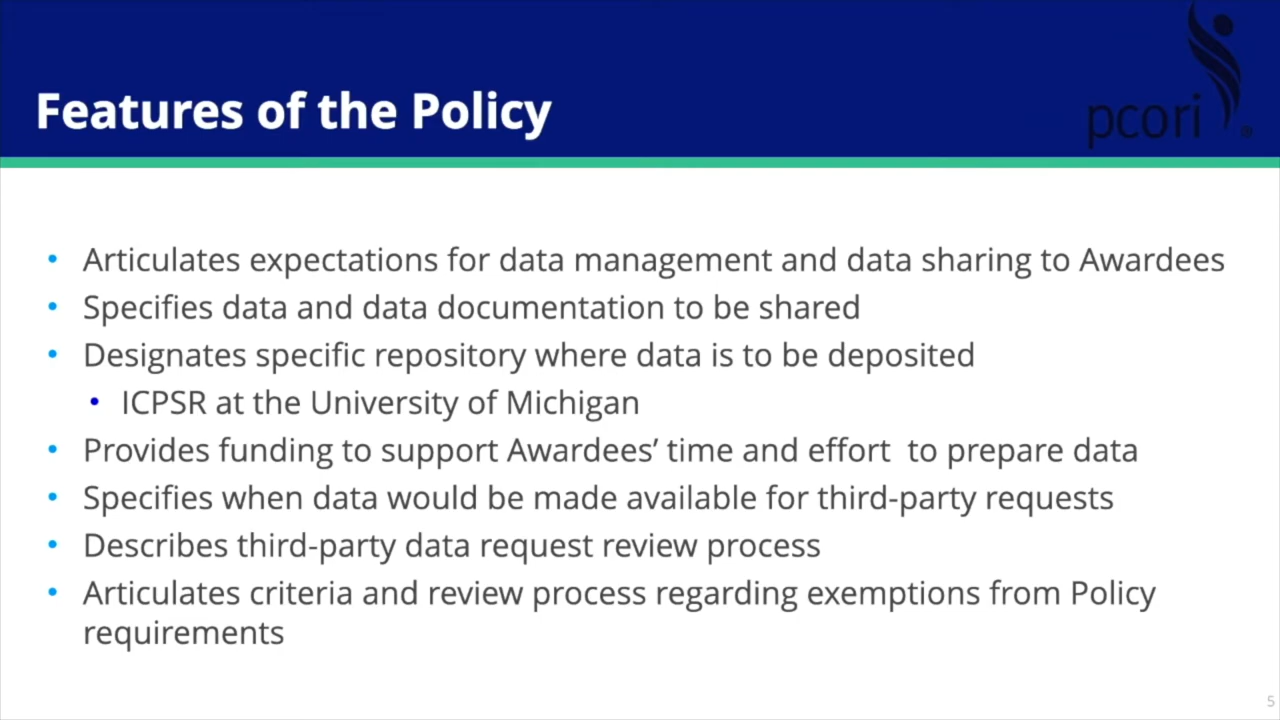 Features of the Policy
pcori®
• Articulates expectations for data management and data sharing to Awardees
• Specifies data and data documentation to be shared
• Designates specific repository where data is to be deposited
• ICPSR at the University of Michigan
• Provides funding to support Awardees’ time and effort  to prepare data
• Specifies when data would be made available for third-party requests
• Describes third-party data request review process
• Articulates criteria and review process regarding exemptions from Policy
requirements
5